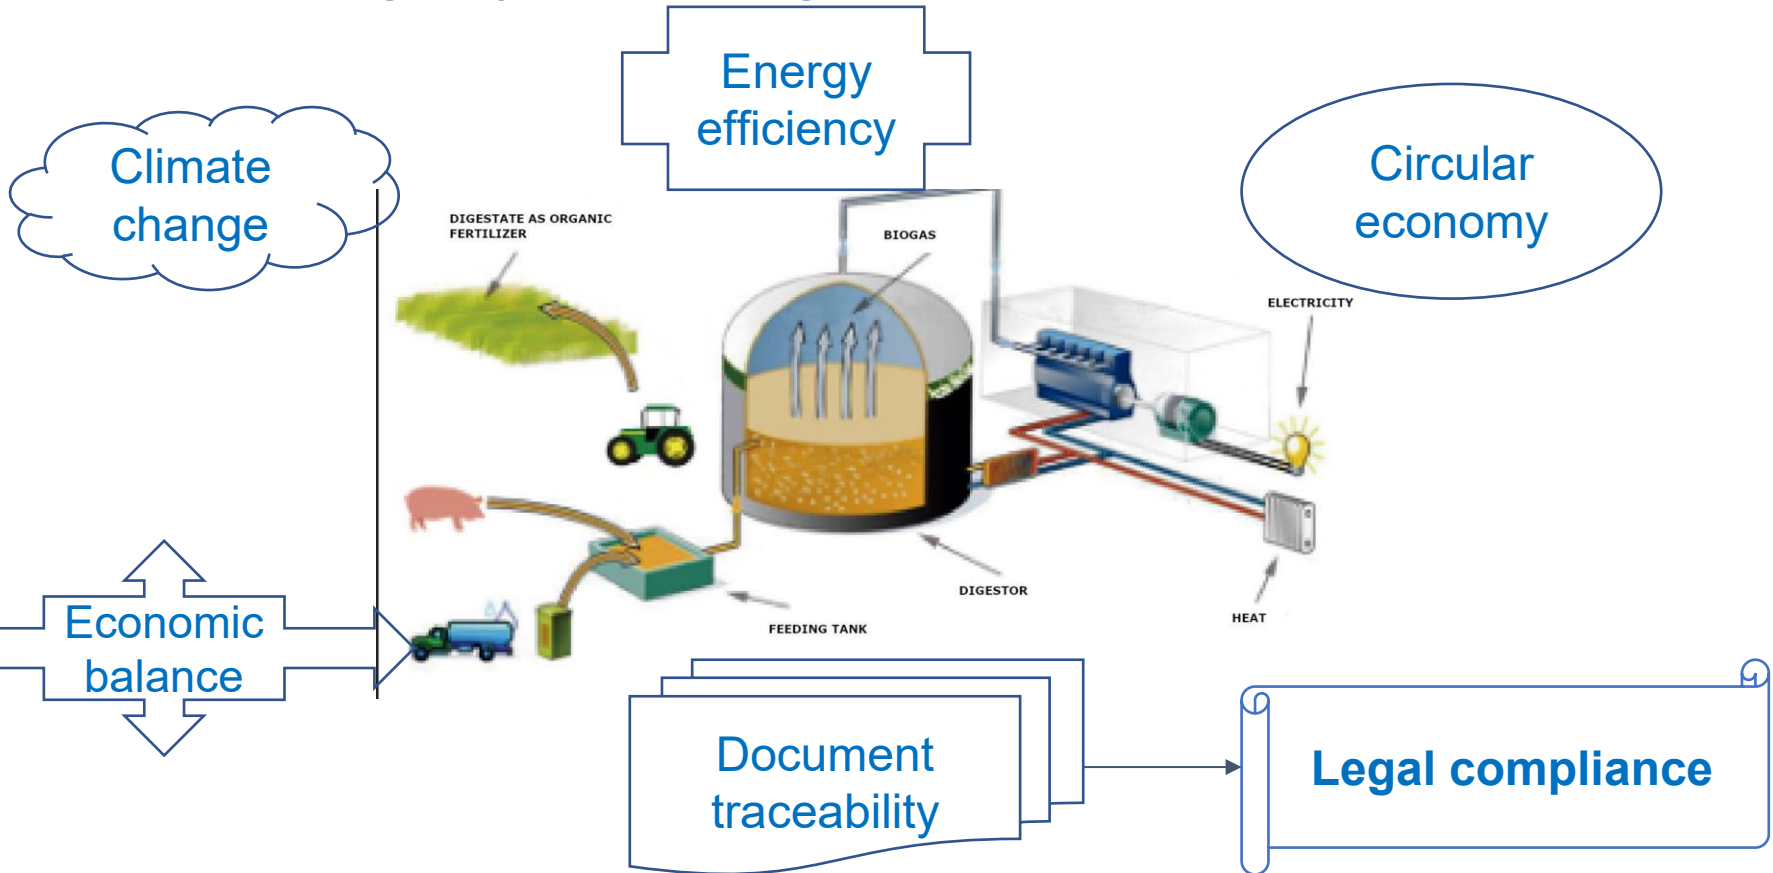 Energy
efficiency
Climate
change
Circular
economy
DIGESTATE AS ORGANIC
FERTILIZER
BIOGAS
ELECTRICITY
DIGESTOR
HEAT
FEEDING TANK
Economic
balance
Document
traceability
Legal compliance